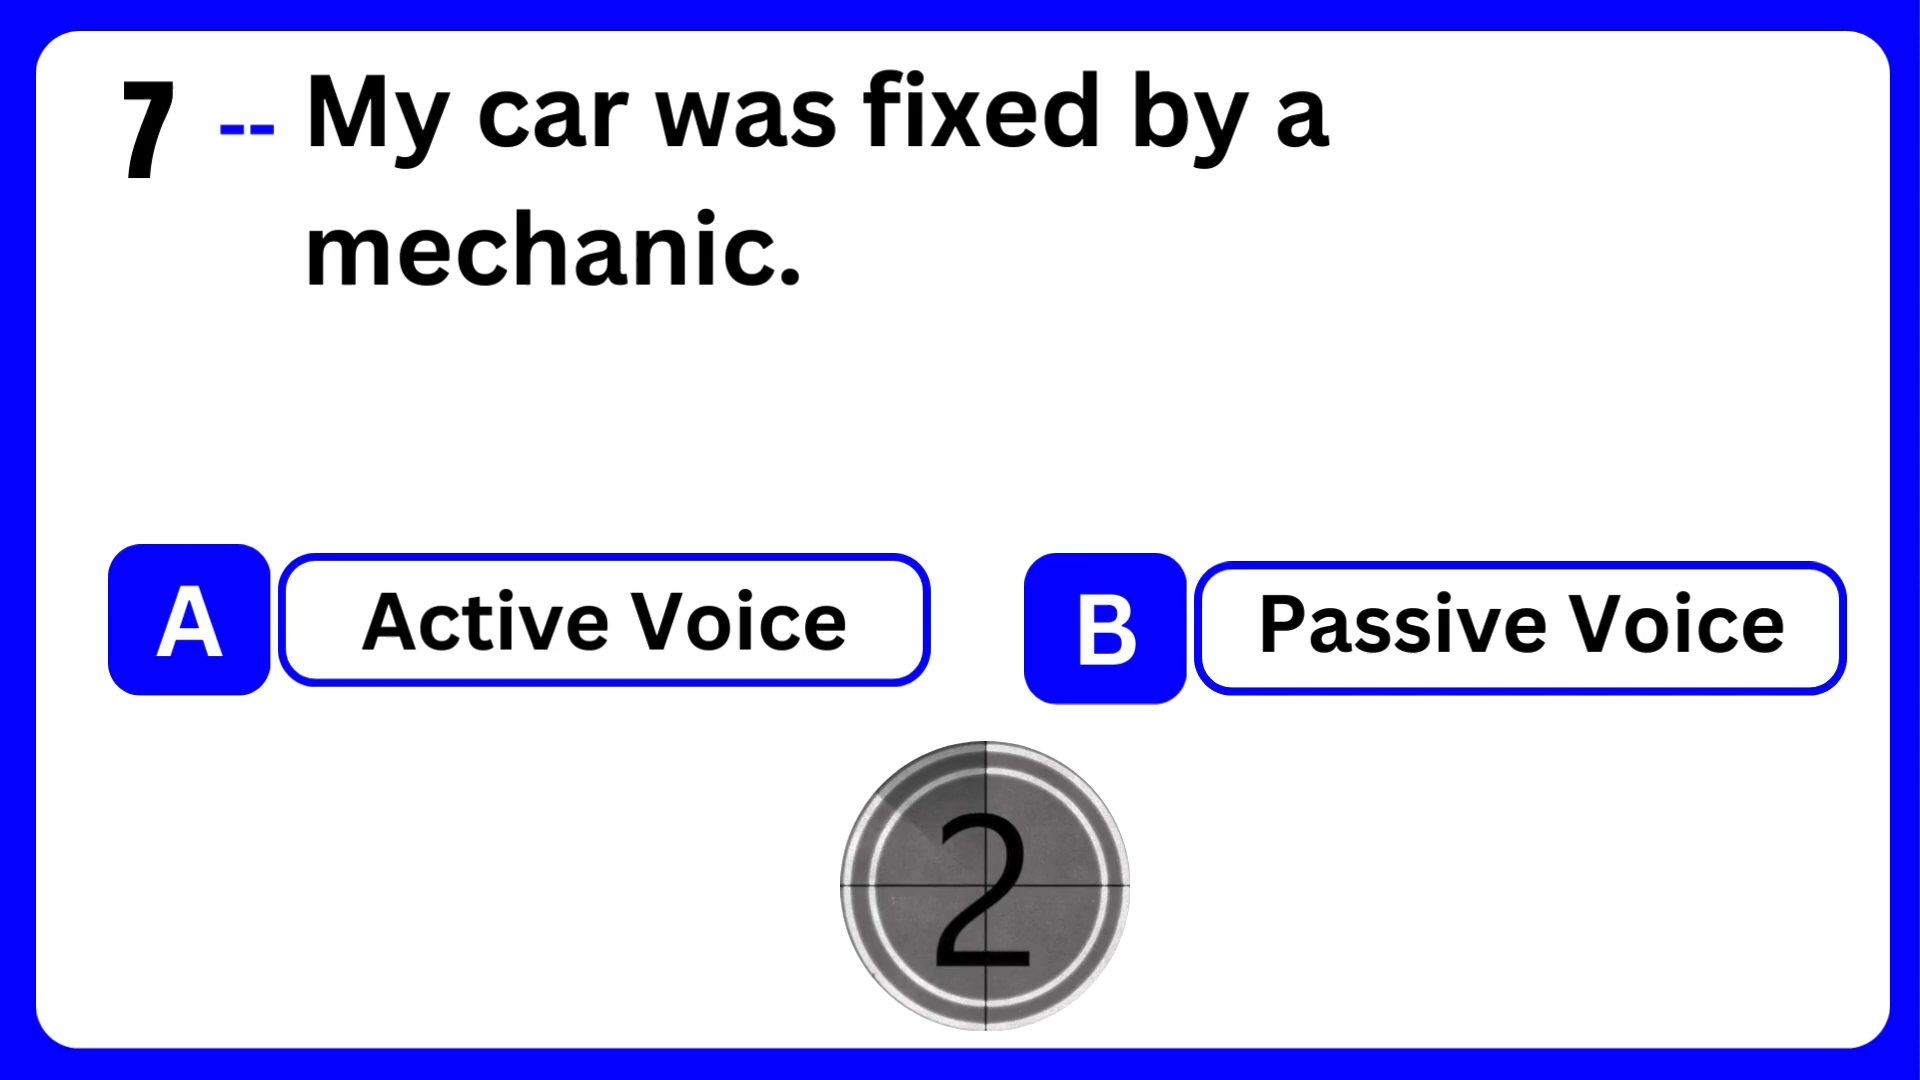 7 -- My car was fixed by a
mechanic.
A Active Voice
B Passive Voice
2